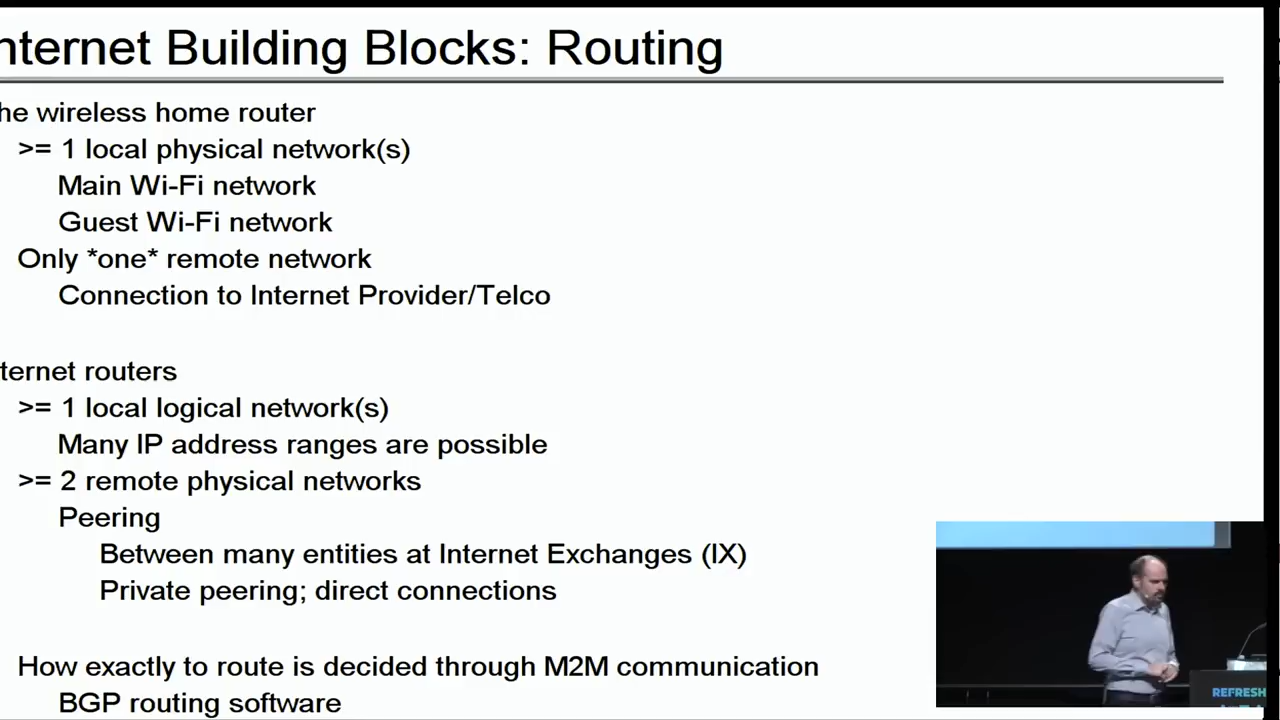 nternet Building Blocks: Routing
he wireless home router
>= 1 local physical network(s)
Main Wi-Fi network
Guest Wi-Fi network
Only *one* remote network
Connection to Internet Provider/Telco
ternet routers
>= 1 local logical network(s)
Many IP address ranges are possible
>= 2 remote physical networks
Peering
Between many entities at Internet Exchanges (IX)
Private peering; direct connections
How exactly to route is decided through M2M communication
BGP routing software
REFRESH